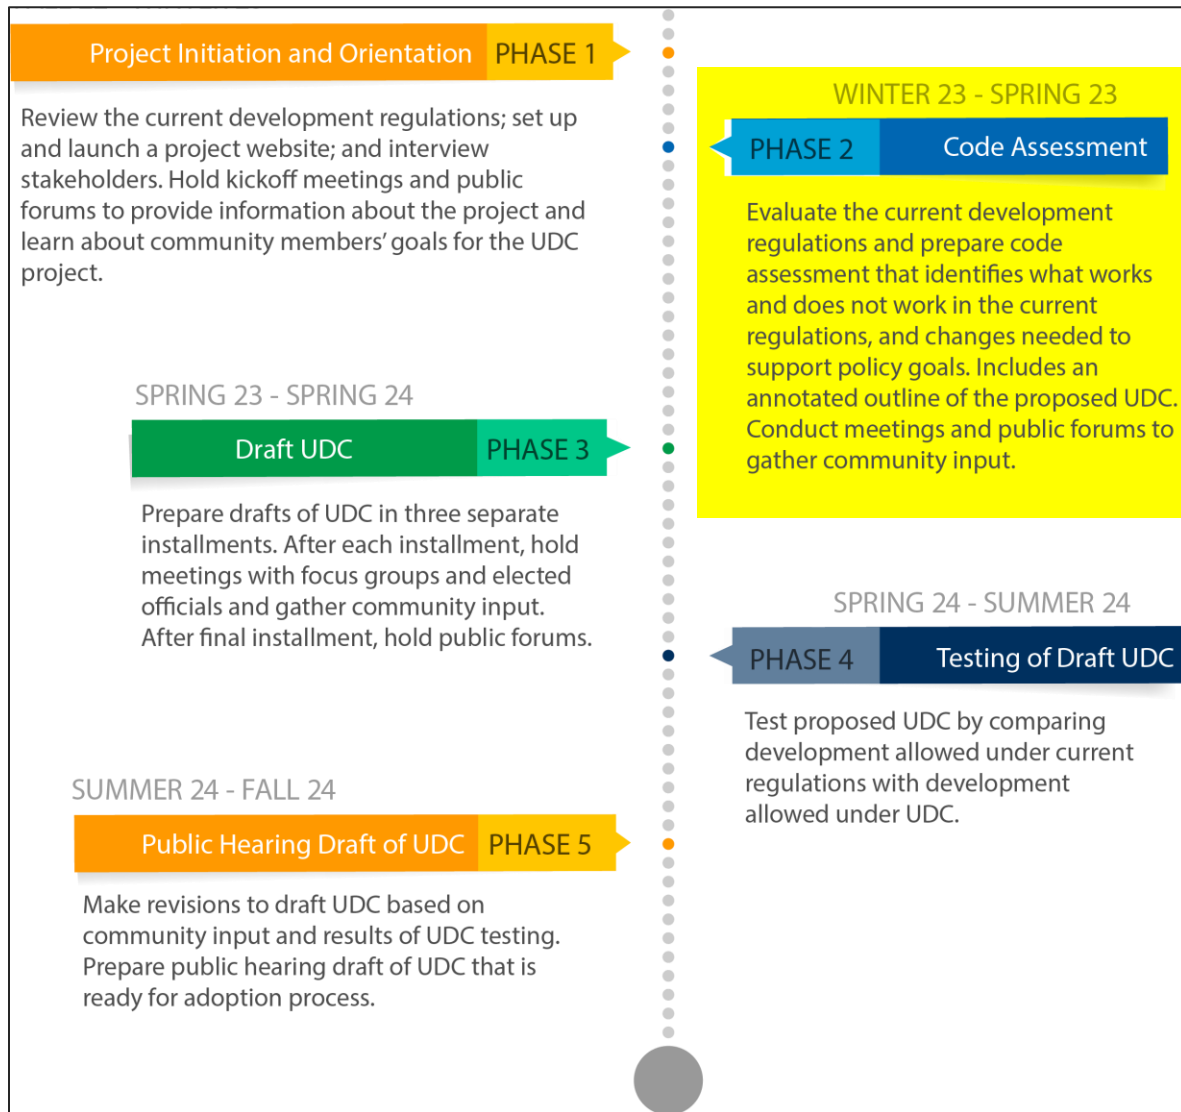 Project Initiation and Orientation PHASE 1
Review the current development regulations; set up
and launch a project website; and interview
stakeholders. Hold kickoff meetings and public
forums to provide information about the project and
learn about community members' goals for the UDC
project.
WINTER 23 - SPRING 23
PHASE 2 Code Assessment
Evaluate the current development
regulations and prepare code
assessment that identifies what works
and does not work in the current
regulations, and changes needed to
support policy goals. Includes an
annotated outline of the proposed UDC.
Conduct meetings and public forums to
gather community input.
SPRING 23 - SPRING 24
Draft UDC PHASE 3
Prepare drafts of UDC in three separate
installments. After each installment, hold
meetings with focus groups and elected
officials and gather community input.
After final installment, hold public forums.
SPRING 24 - SUMMER 24
PHASE 4 Testing of Draft UDC
Test proposed UDC by comparing
development allowed under current
regulations with development
allowed under UDC.
SUMMER 24 - FALL 24
Public Hearing Draft of UDC PHASE 5
Make revisions to draft UDC based on
community input and results of UDC testing.
Prepare public hearing draft of UDC that is
ready for adoption process.